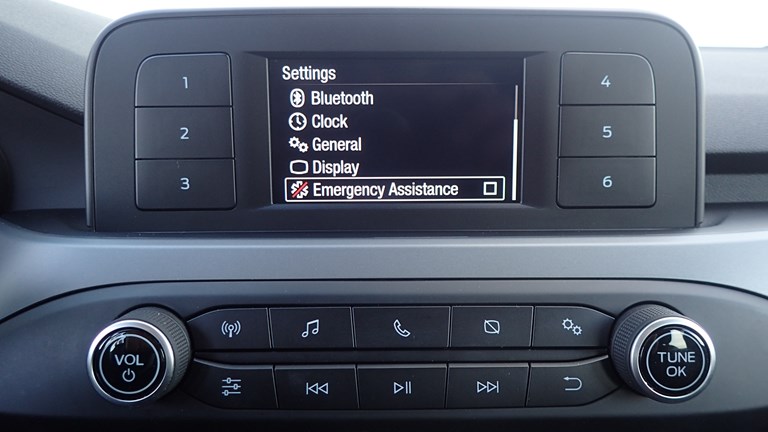 1
2
3
Settings
Bluetooth
Clock
General
Display
Emergency Assistance
4
5
6
VOL
TUNE
OK